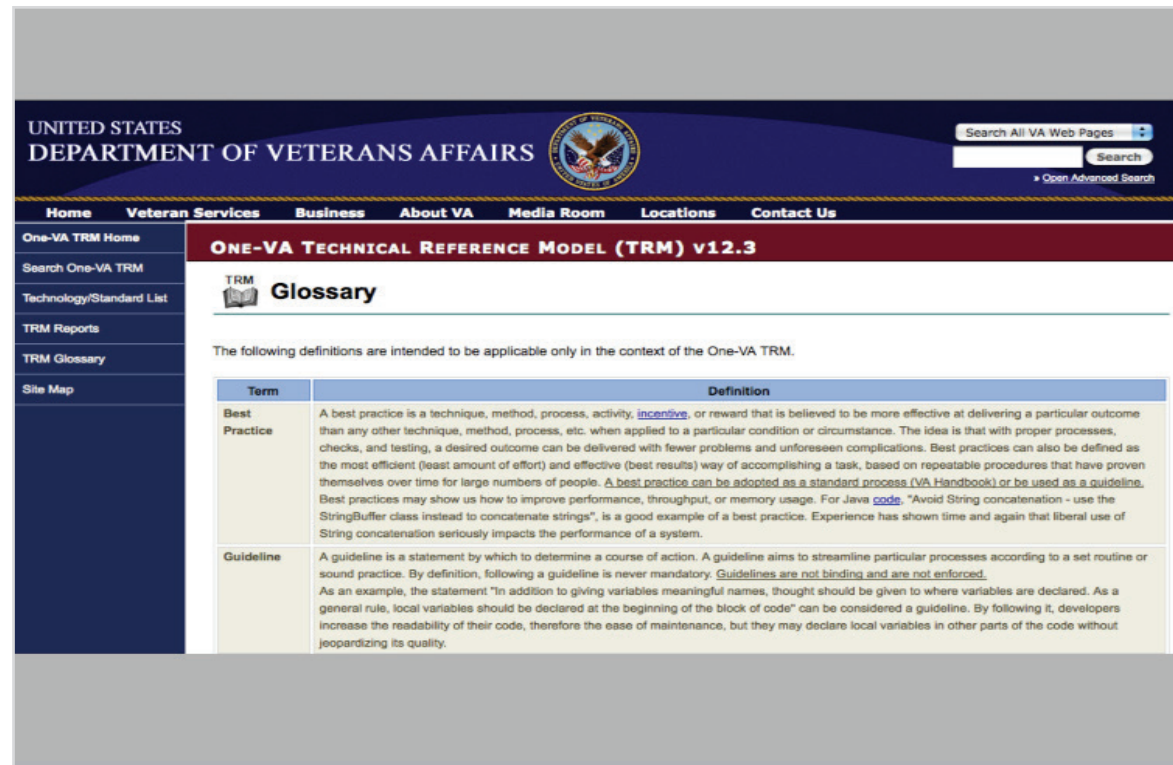 UNITED STATES
DEPARTMENT OF VETERANS AFFAIRS
Search All VA Web Pages
Search
» Open Advanced Search
Home Veteran Services Business About VA Media Room Locations Contact Us
One-VA TRM Home
Search One-VA TRM
Technology/Standard List
TRM Reports
TRM Glossary
Site Map
ONE-VA TECHNICAL REFERENCE MODEL (TRM) V12.3
TRM
Glossary
The following definitions are intended to be applicable only in the context of the One-VA TRM.
Term Definition
Best
Practice
A best practice is a technique, method, process, activity, incentive, or reward that is believed to be more effective at delivering a particular outcome
than any other technique, method, process, etc. when applied to a particular condition or circumstance. The idea is that with proper processes,
checks, and testing, a desired outcome can be delivered with fewer problems and unforeseen complications. Best practices can also be defined as
the most efficient (least amount of effort) and effective (best results) way of accomplishing a task, based on repeatable procedures that have proven
themselves over time for large numbers of people. A best practice can be adopted as a standard process (VA Handbook) or be used as a guideline.
Best practices may show us how to improve performance, throughput, or memory usage. For Java code, "Avoid String concatenation - use the
StringBuffer class instead to concatenate strings", is a good example of a best practice. Experience has shown time and again that liberal use of
String concatenation seriously impacts the performance of a system.
Guideline
A guideline is a statement by which to determine a course of action. A guideline aims to streamline particular processes according to a set routine or
sound practice. By definition, following a guideline is never mandatory. Guidelines are not binding and are not enforced.
As an example, the statement "In addition to giving variables meaningful names, thought should be given to where variables are declared. As a
general rule, local variables should be declared at the beginning of the block of code" can be considered a guideline. By following it, developers
increase the readability of their code, therefore the ease of maintenance, but they may declare local variables in other parts of the code without
jeopardizing its quality.